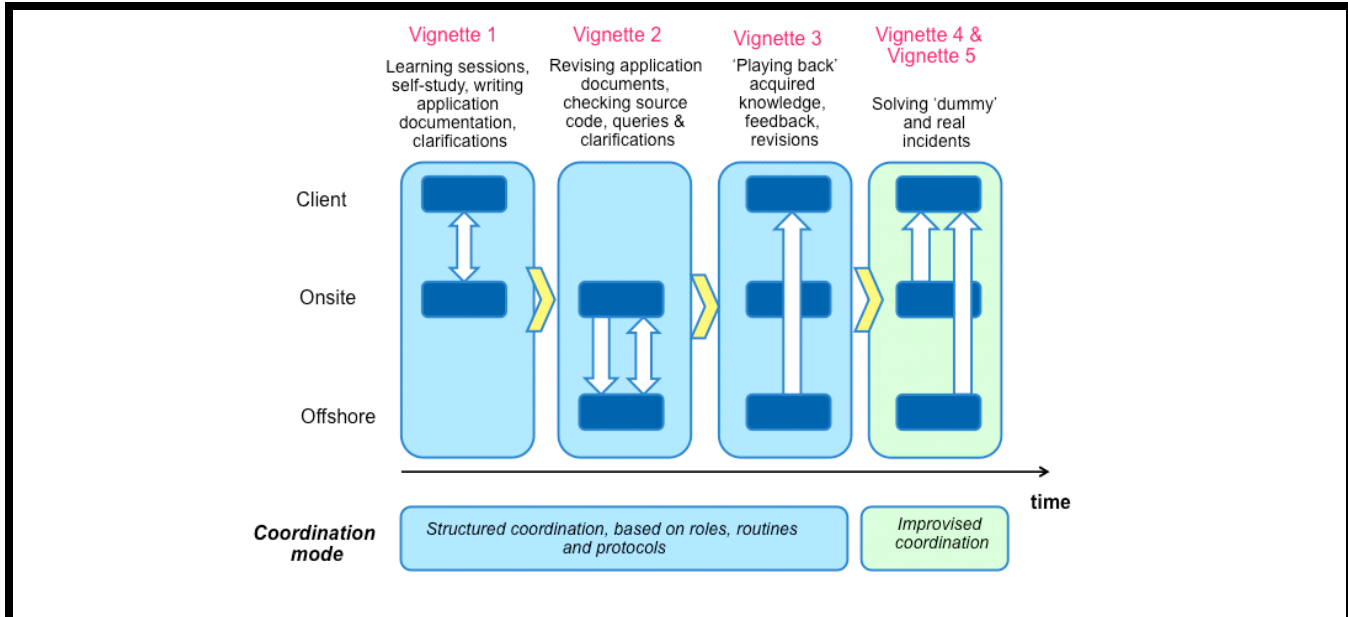 Vignette 1
Learning sessions,
self-study, writing
application
documentation,
clarifications
Vignette 2
Revising application
documents,
checking source
code, queries &
clarifications
Vignette 3
‘Playing back’
acquired
knowledge,
feedback,
revisions
Vignette 4 &
Vignette 5
Solving ‘dummy’
and real
incidents
Client
Onsite
Offshore
time
Coordination
mode
Structured coordination, based on roles, routines
and protocols
Improvised
coordination